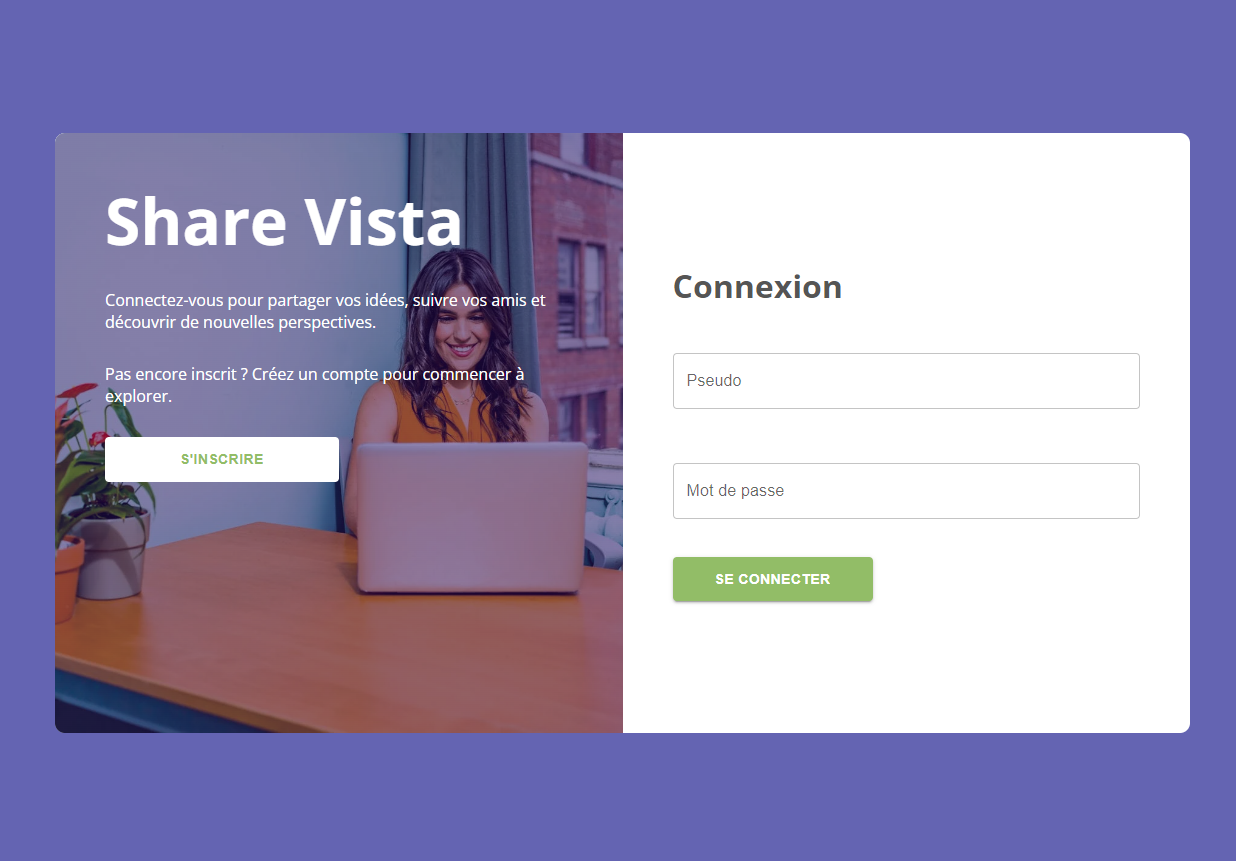 Share Vista
Connectez-vous pour partager vos idées, suivre vos amis et
découvrir de nouvelles perspectives.
Pas encore inscrit ? Créez un compte pour commencer à
explorer.
S'INSCRIRE
Connexion
Pseudo
Mot de passe
SE CONNECTER